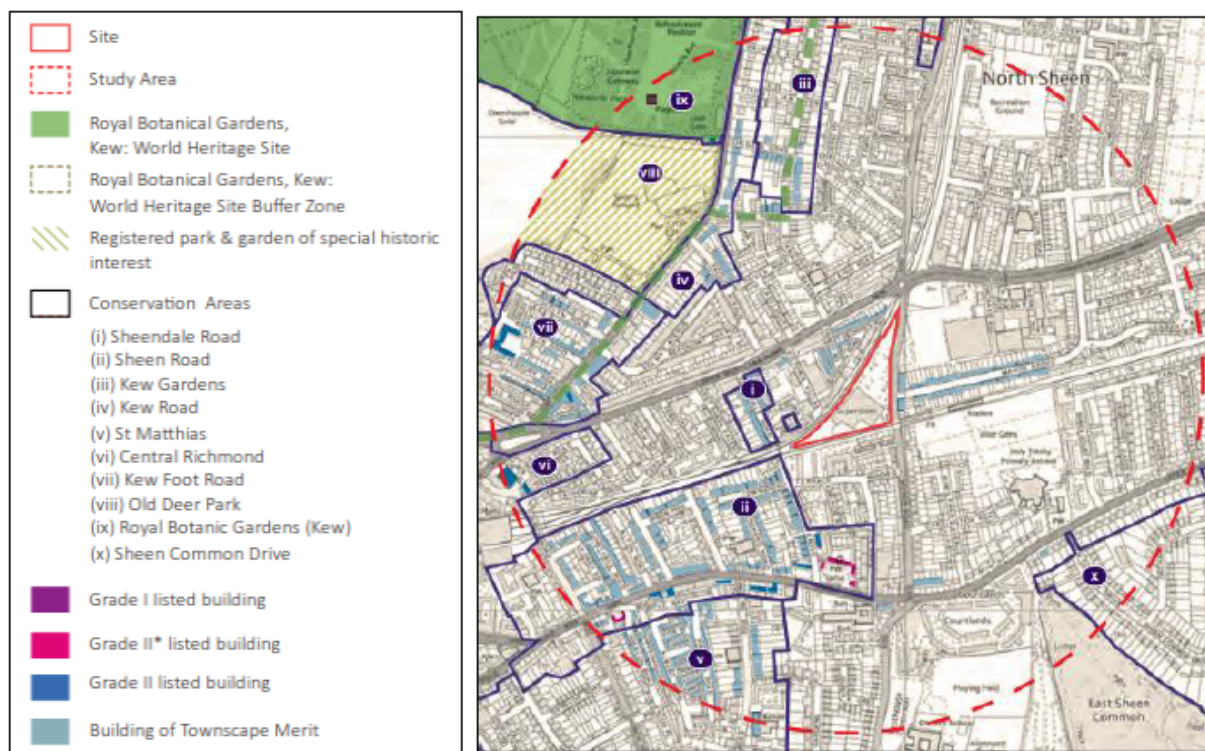 Site
Study Area
Royal Botanical Gardens,
Kew: World Heritage Site
Royal Botanical Gardens, Kew:
World Heritage Site Buffer Zone
Registered park & garden of special historic
interest
Conservation Areas
(i) Sheendale Road
(ii) Sheen Road
(iii) Kew Gardens
(iv) Kew Road
(v) St Matthias
(vi) Central Richmond
(vii) Kew Foot Road
(viii) Old Deer Park
(ix) Royal Botanic Gardens (Kew)
(x) Sheen Common Drive
Grade I listed building
Grade II* listed building
Grade II listed building
Building of Townscape Merit
North Sheen
Recreation
Ground
iii
ix
viii
iv
vii
i
vi
ii
x
v
Courtlands
Playing Field
East Sheen
Common